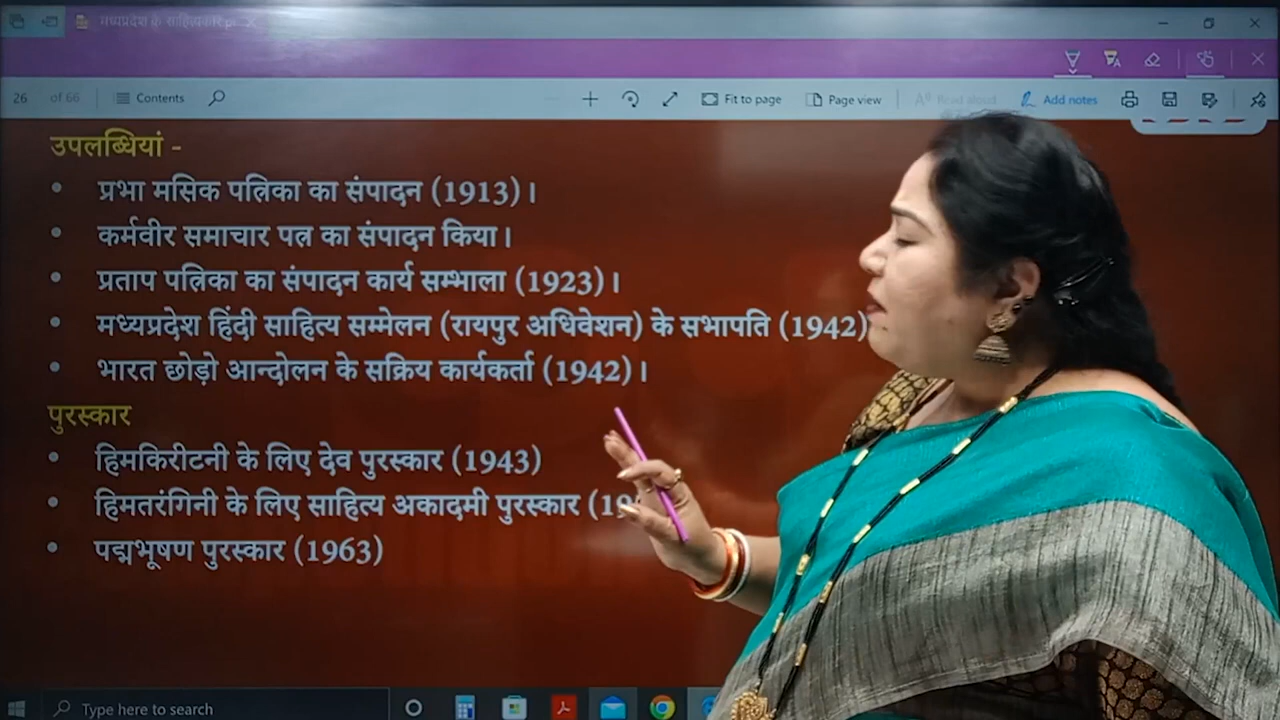 मध्यप्रदेश के साहित्यकार.p
26 of 66 Contents Fit to page Page view Read aloud Add notes
उपलब्धियां -
• प्रभा मसिक पत्रिका का संपादन (1913)।
• कर्मवीर समाचार पत्र का संपादन किया।
• प्रताप पत्रिका का संपादन कार्य सम्भाला (1923)।
• मध्यप्रदेश हिंदी साहित्य सम्मेलन (रायपुर अधिवेशन) के सभापति (1942)
• भारत छोड़ो आन्दोलन के सक्रिय कार्यकर्ता (1942)।
पुरस्कार
• हिमकिरीटनी के लिए देव पुरस्कार (1943)
• हिमतरंगिनी के लिए साहित्य अकादमी पुरस्कार
• पद्मभूषण पुरस्कार (1963)
Type here to search